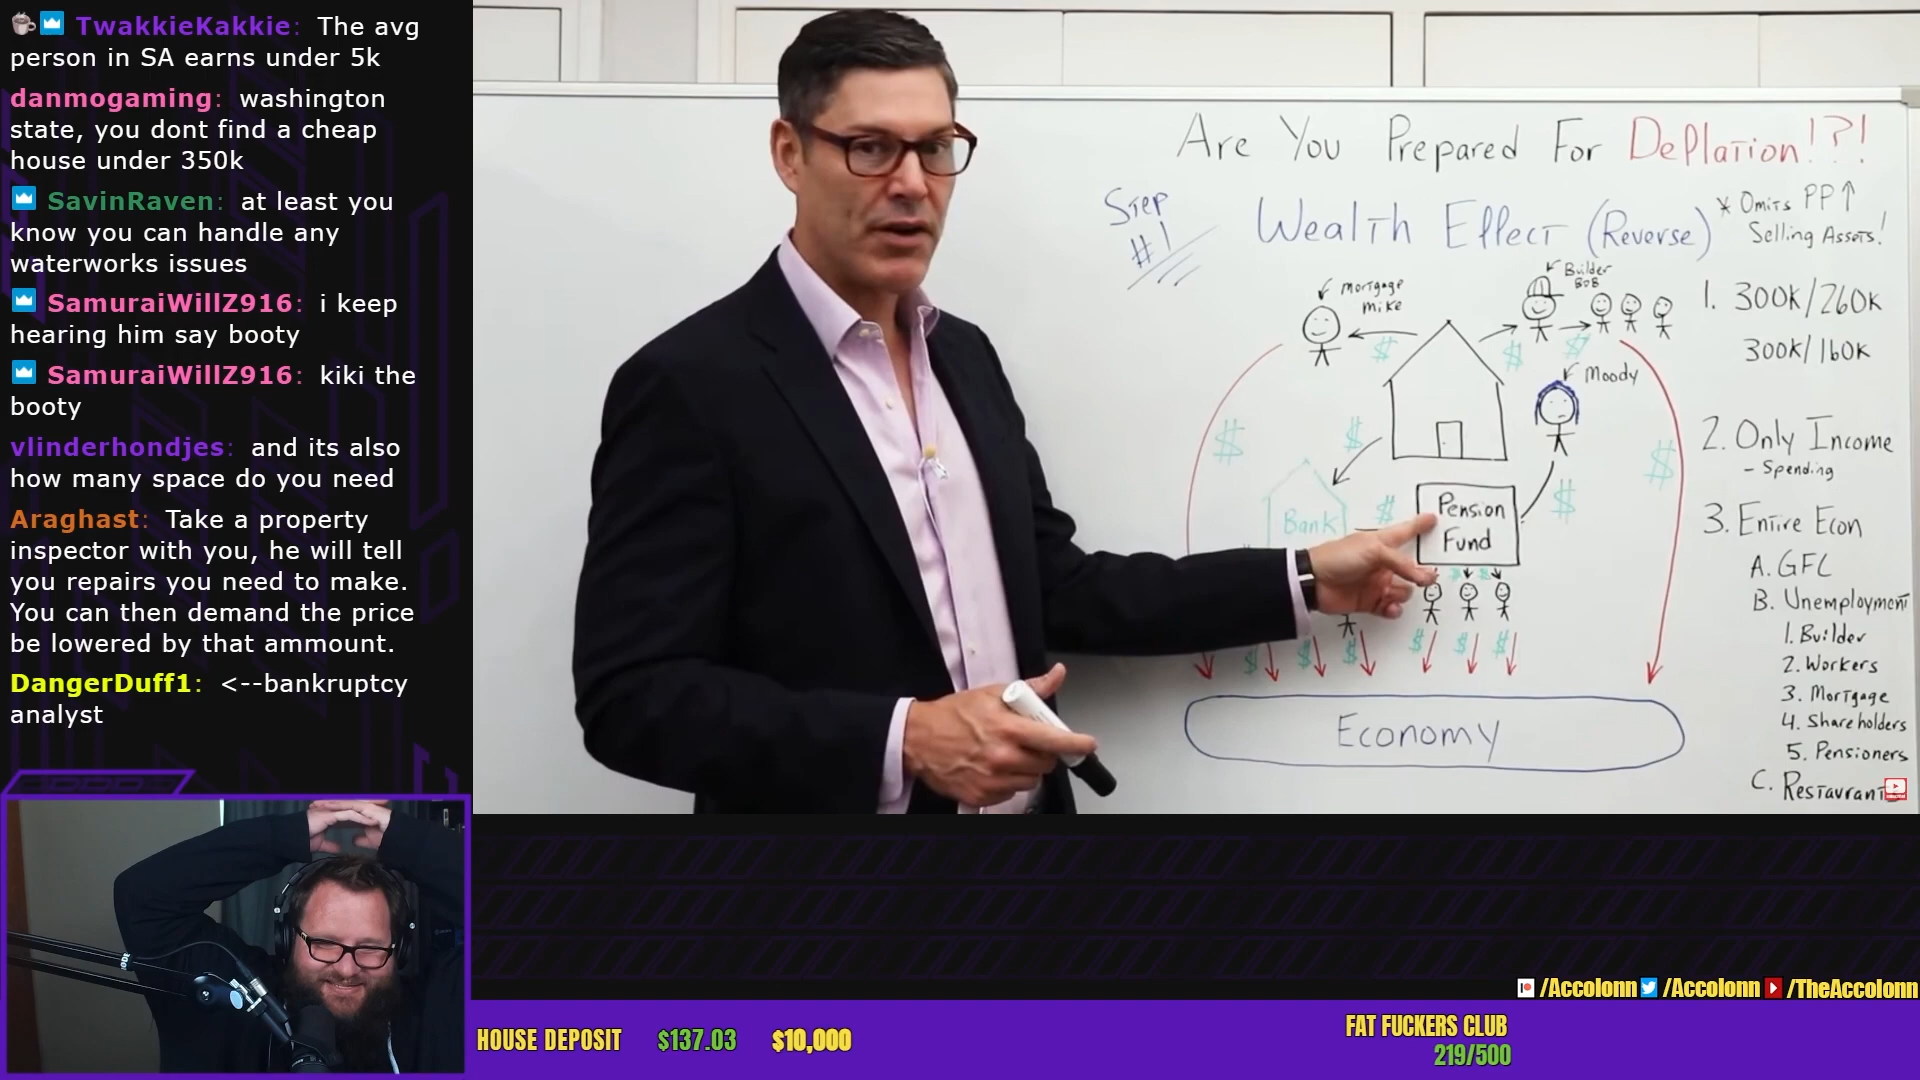 TwakkieKakkie: The avg
person in SA earns under 5k
danmogaming: washington
state, you dont find a cheap
house under 350k
SavinRaven: at least you
know you can handle any
waterworks issues
SamuraiWillZ916: i keep
hearing him say booty
SamuraiWillZ916: kiki the
booty
vlinderhondjes: and its also
how many space do you need
Araghast: Take a property
inspector with you, he will tell
you repairs you need to make.
You can then demand the price
be lowered by that ammount.
DangerDuff1: <--bankruptcy
analyst
Are You Prepared For Deflation!?!
Step
#1
Wealth Effect (Reverse)
* Omits PP↑
Selling Assets!
Mortgage
Mike
Builder
Bob
Moody
$ $ $
$ $ $
Bank
$
Pension
Fund
$
$ $ $ $ $ $
Economy
1. 300k/260k
300k/160k
2. Only Income
- Spending
3. Entire Econ
A. GFC
B. Unemployment
1. Builder
2. Workers
3. Mortgage
4. Shareholders
5. Pensioners
C. Restaurant
/Accolonn /Accolonn /TheAccolonn
HOUSE DEPOSIT $137.03 $10,000
FAT FUCKERS CLUB
219/500